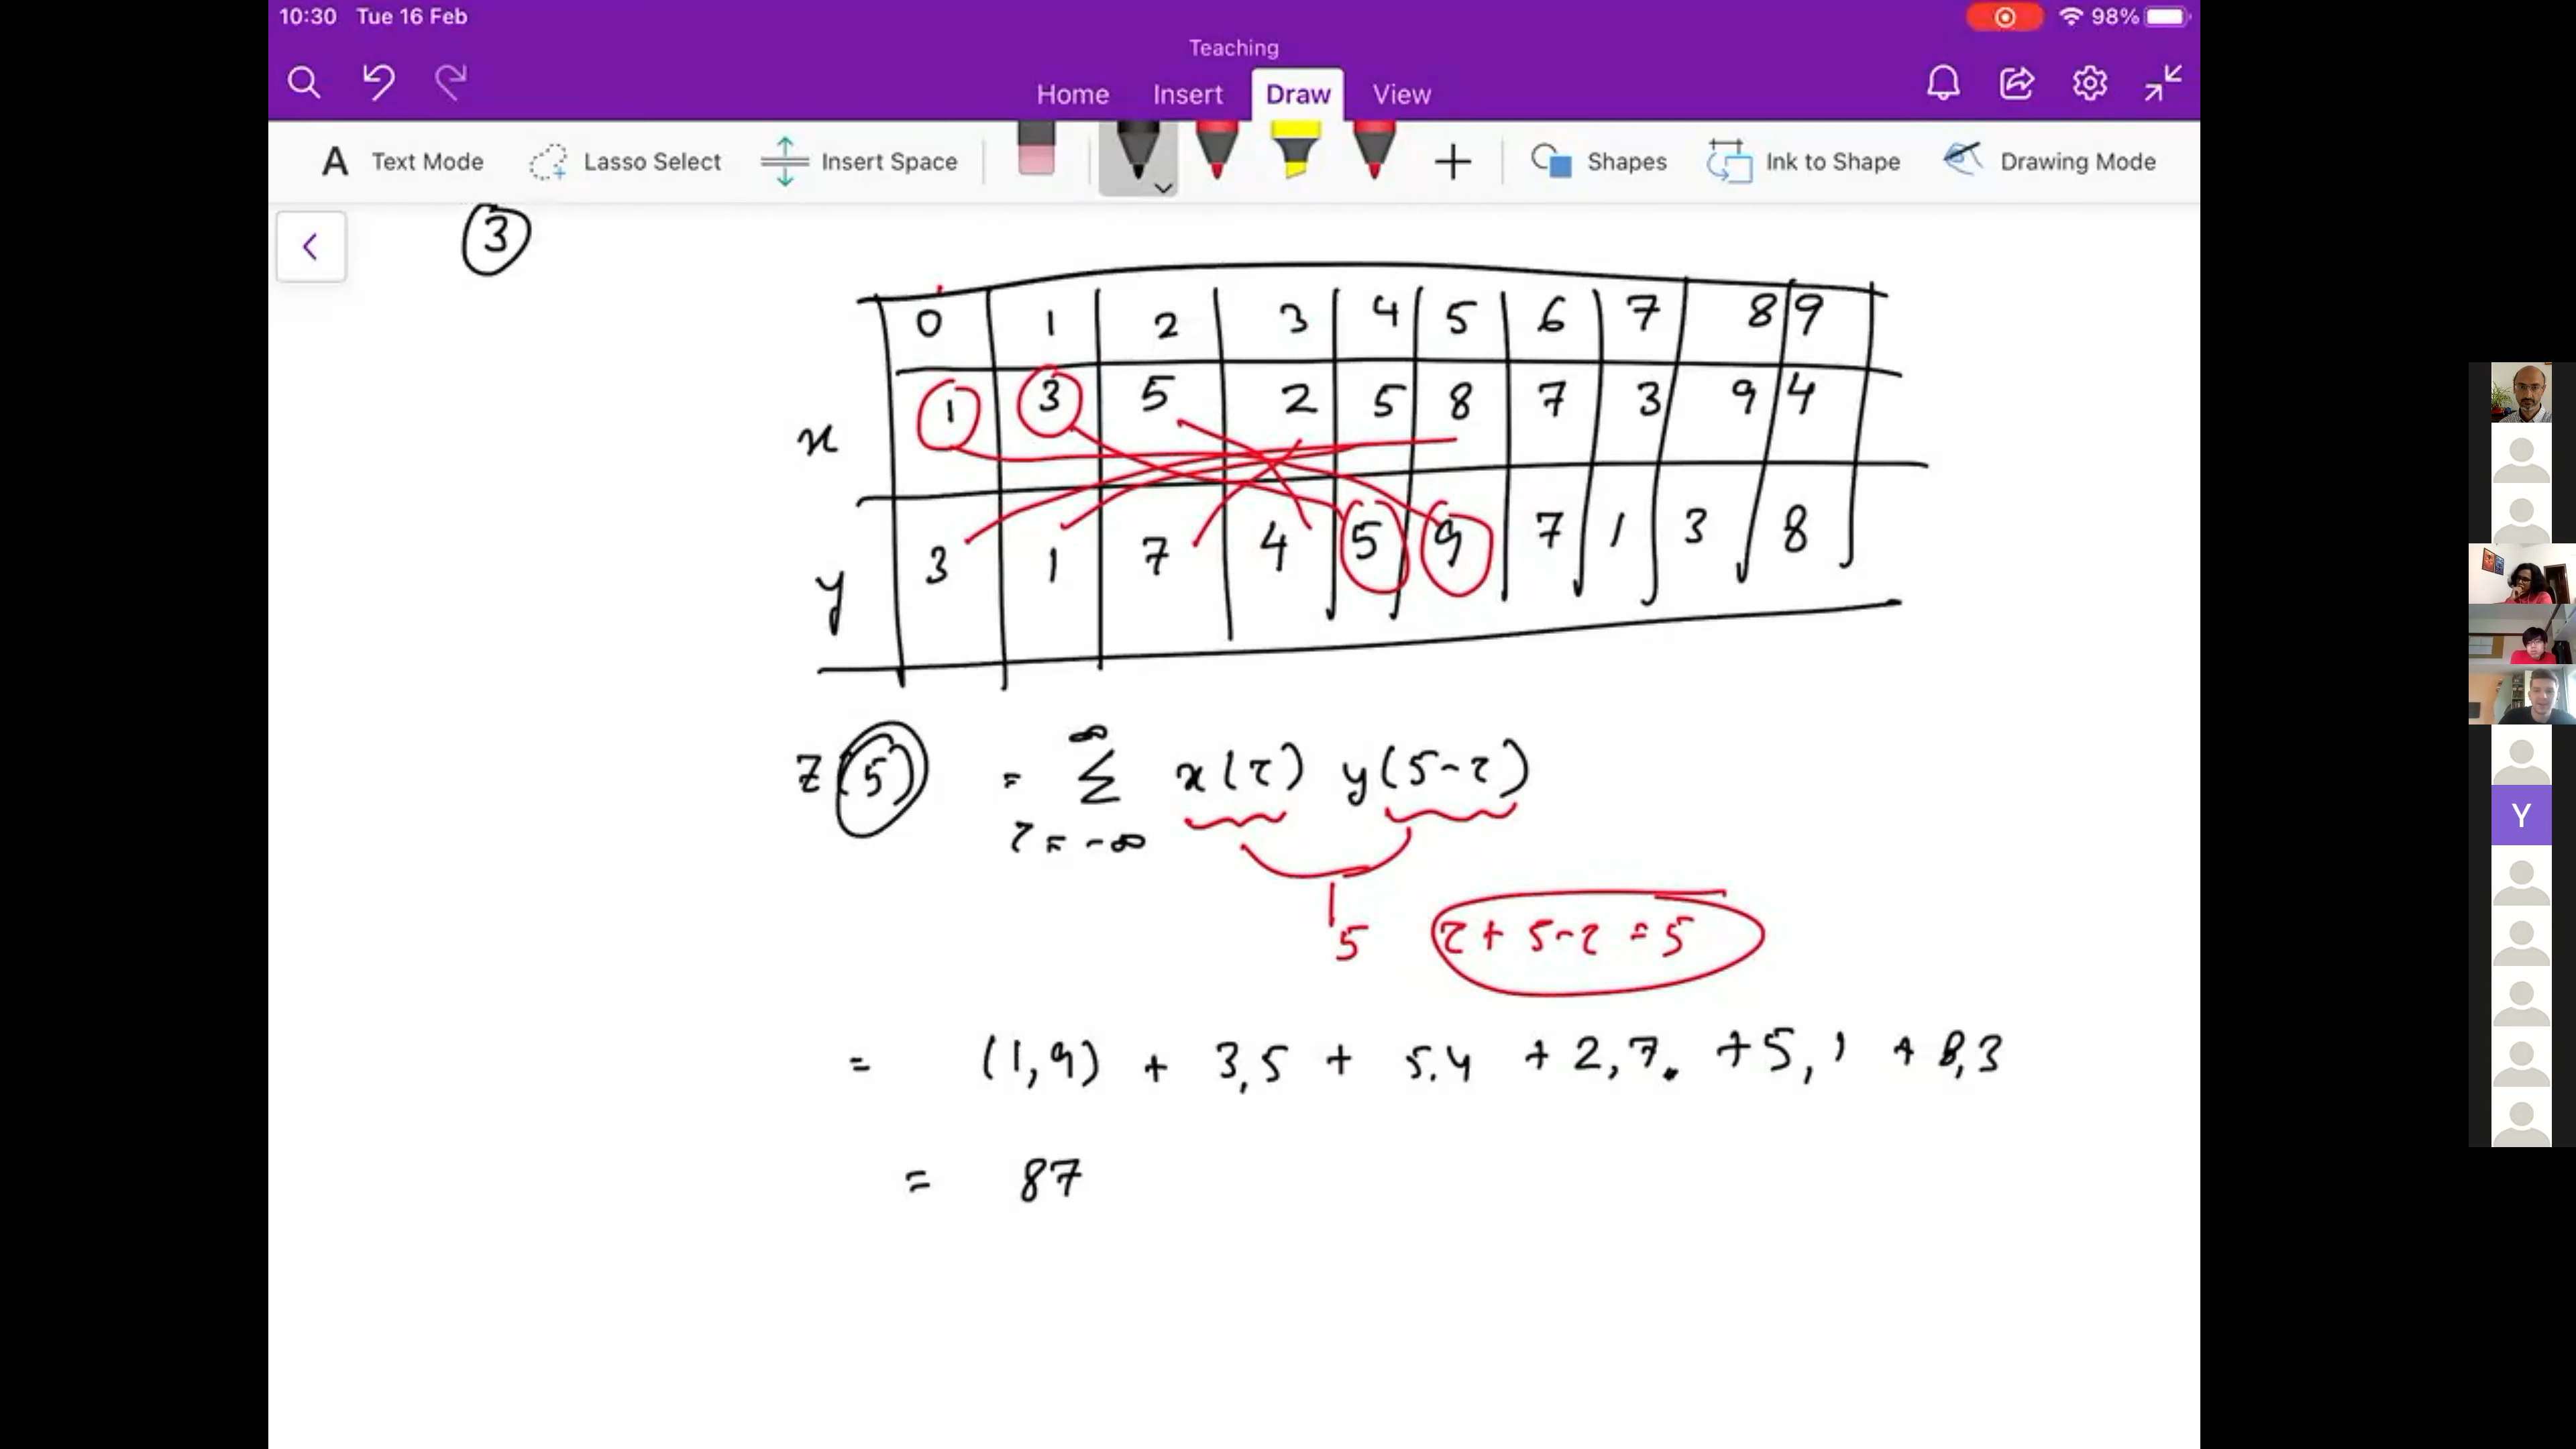 10:30 Tue 16 Feb 98%
Teaching
Home Insert Draw View
A Text Mode Lasso Select Insert Space Shapes Ink to Shape Drawing Mode
3
0 1 2 3 4 5 6 7 8 9
x 1 3 5 2 5 8 7 3 9 4
y 3 1 7 4 5 9 7 1 3 8
Z(5) = ∑ x(τ) y(5-τ)
∞
τ = -∞
5 τ + 5-τ = 5
= (1,9) + 3,5 + 5.4 + 2,7. + 5,1 + 8,3
= 87
Y